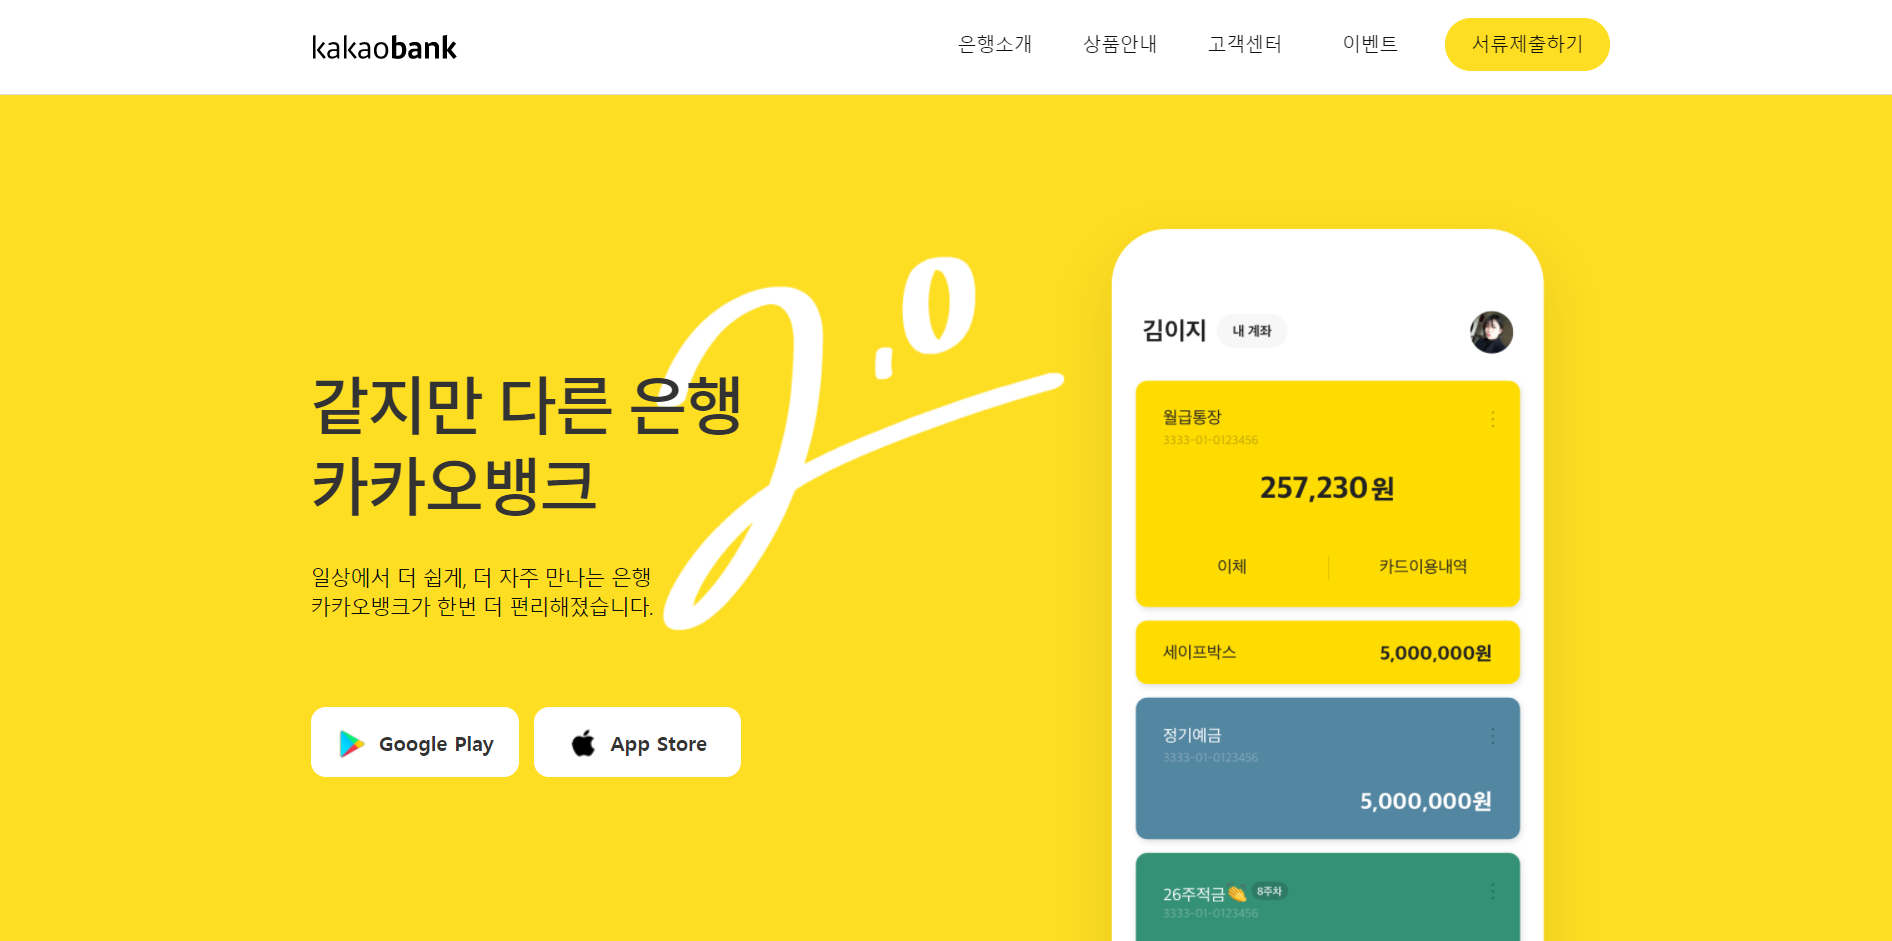 kakaobank
은행소개 상품안내 고객센터 이벤트 서류제출하기
2.0
같지만 다른 은행
카카오뱅크
일상에서 더 쉽게, 더 자주 만나는 은행
카카오뱅크가 한번 더 편리해졌습니다.
Google Play
App Store
김이지 내 계좌
월급통장
3333-01-0123456
257,230원
이체 카드이용내역
세이프박스 5,000,000원
정기예금
3333-01-0123456
5,000,000원
26주적금👏 8주차
3333-01-0123456